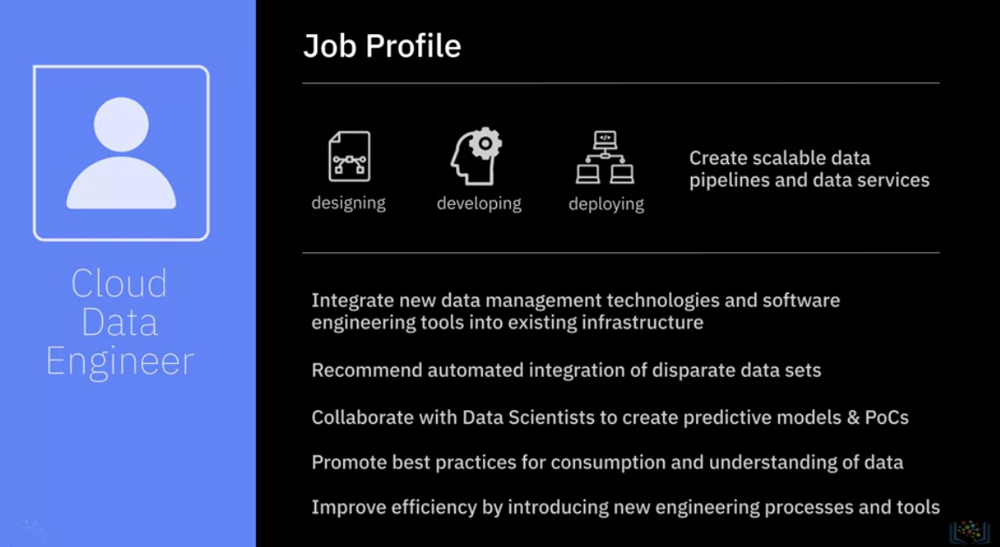 Job Profile
designing
developing
deploying
Create scalable data
pipelines and data services
Cloud
Data
Engineer
Integrate new data management technologies and software
engineering tools into existing infrastructure
Recommend automated integration of disparate data sets
Collaborate with Data Scientists to create predictive models & PoCs
Promote best practices for consumption and understanding of data
Improve efficiency by introducing new engineering processes and tools